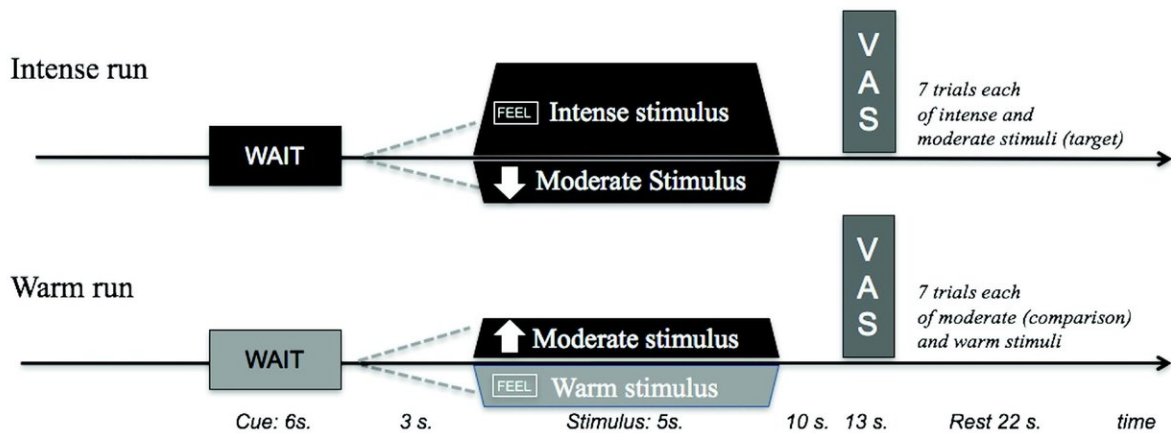 Intense run
WAIT
FEEL Intense stimulus
Moderate Stimulus
VAS
7 trials each
of intense and
moderate stimuli (target)
Warm run
WAIT
Moderate stimulus
FEEL Warm stimulus
VAS
7 trials each
of moderate (comparison)
and warm stimuli
Cue: 6s. 3 s. Stimulus: 5s. 10 s. 13 s. Rest 22 s. time